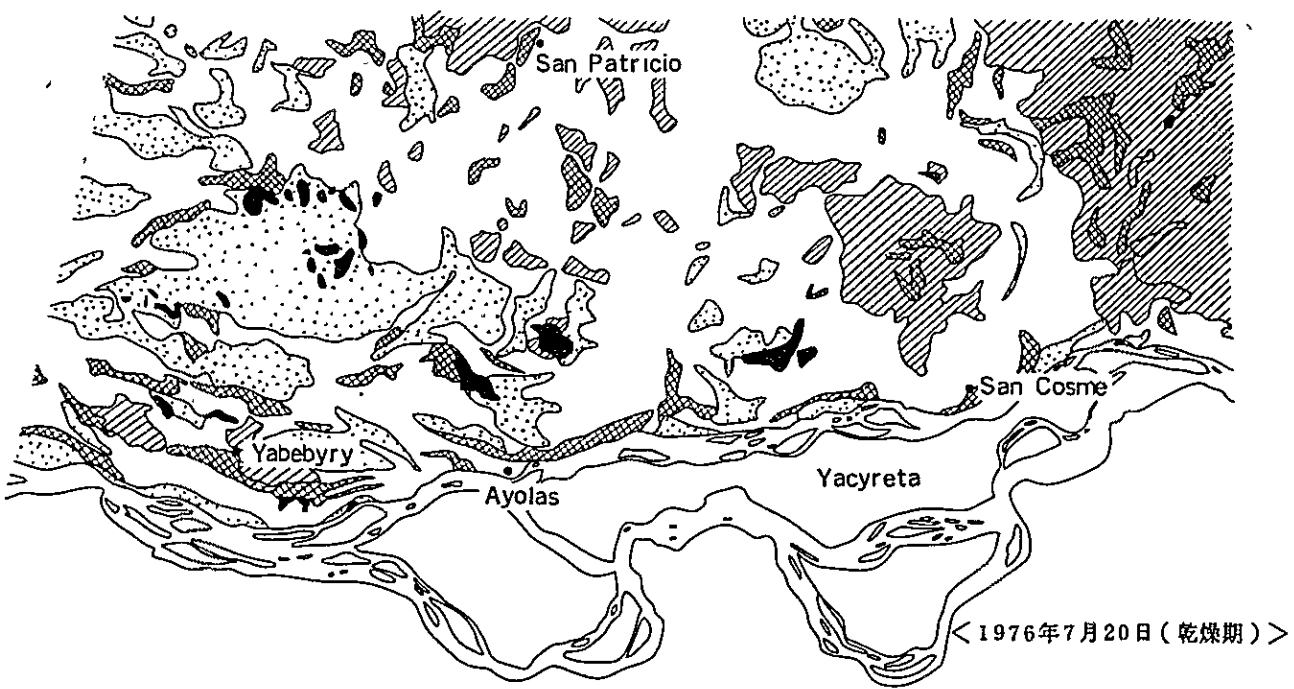 San Patricio
San Cosme
Yabebyry
Yacyreta
Ayolas
<1976年7月20日(乾燥期)>